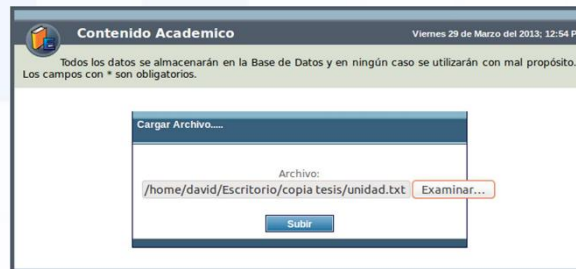 Contenido Academico
Viernes 29 de Marzo del 2013; 12:54 P
Todos los datos se almacenarán en la Base de Datos y en ningún caso se utilizarán con mal propósito.
Los campos con * son obligatorios.
Cargar Archivo.....
Archivo:
/home/david/Escritorio/copia tesis/unidad.txt Examinar...
Subir